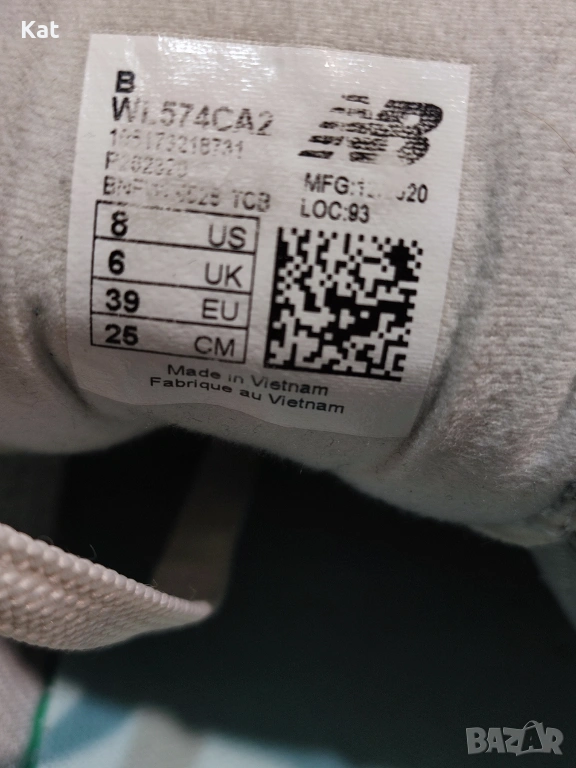 Kat
B
WL574CA2
NB
LOC:93
8 US
6 UK
39 EU
25 CM
Made in Vietnam
Fabrique au Vietnam
BAZAR